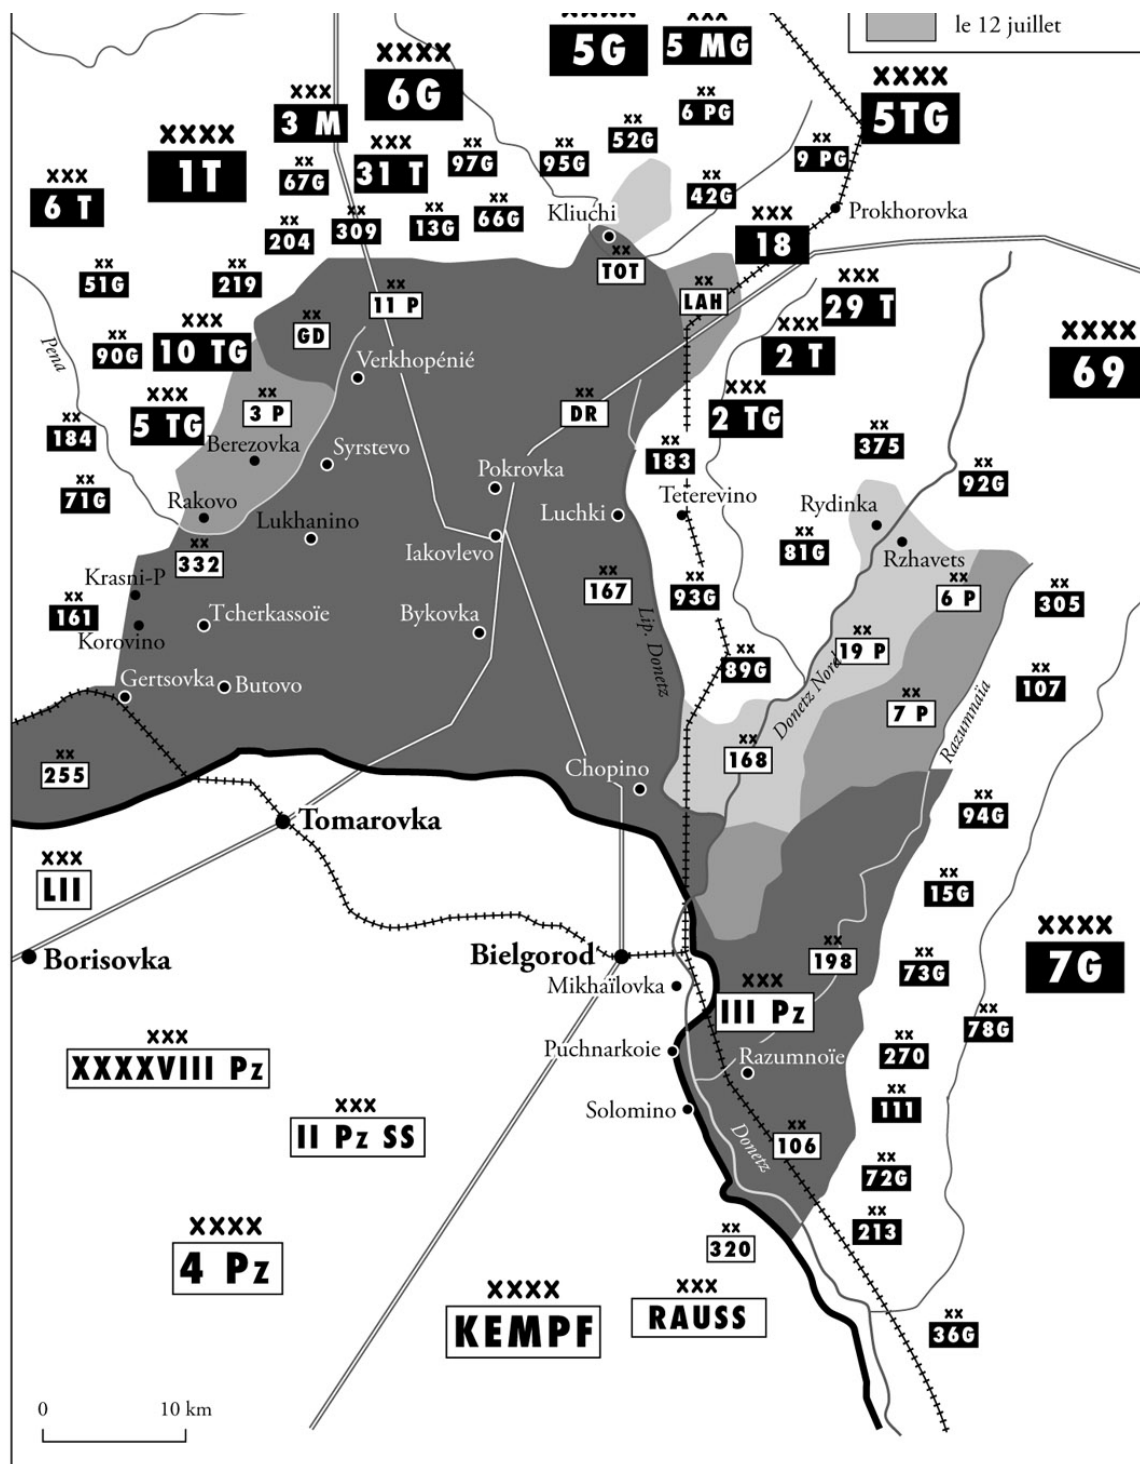 le 12 juillet
XXXX
5G
XXX
5 MG
XXXX
6G
XX
6 PG
XXXX
5TG
XXX
3 M
XX
52G
XXXX
1T
XXX
31 T
XX
97G
XX
95G
XX
9 PG
XX
67G
XXX
6 T
XX
42G
XX
66G
XX
13G
XX
309
XX
204
Kliuchi
Prokhorovka
XXX
18
XX
51G
XX
219
XX
TOT
XX
11 P
XX
LAH
XXX
29 T
XX
GD
XXX
10 TG
XX
90G
Pena
XXX
2 T
XXXX
69
Verkhopénié
XXX
5 TG
XX
3 P
XX
DR
XXX
2 TG
XX
184
Berezovka
Syrstevo
XX
375
XX
183
Pokrovka
XX
92G
XX
71G
Rakovo
Lukhanino
Luchki
Teterevino
Rydinka
Iakovlevo
XX
81G
Rzhavets
XX
332
Krasni-P
XX
167
XX
93G
XX
6 P
XX
305
XX
161
Korovino
Tcherkassoïe
Bykovka
Lip. Donetz
XX
19 P
XX
89G
Gertsovka
Butovo
Donetz Nord
XX
7 P
Razumnaïa
XX
107
XX
255
Chopino
XX
168
XX
94G
Tomarovka
XXX
LII
XX
15G
Borisovka
Bielgorod
XX
198
XX
73G
XXXX
7G
Mikhaïlovka
XXX
III Pz
XX
78G
XXX
XXXXVIII Pz
Puchnarkoie
Razumnoïe
XX
270
XXX
II Pz SS
Solomino
XX
111
Donetz
XX
106
XX
72G
XX
213
XXXX
4 Pz
XX
320
XXXX
KEMPF
XXX
RAUSS
XX
36G
0 10 km